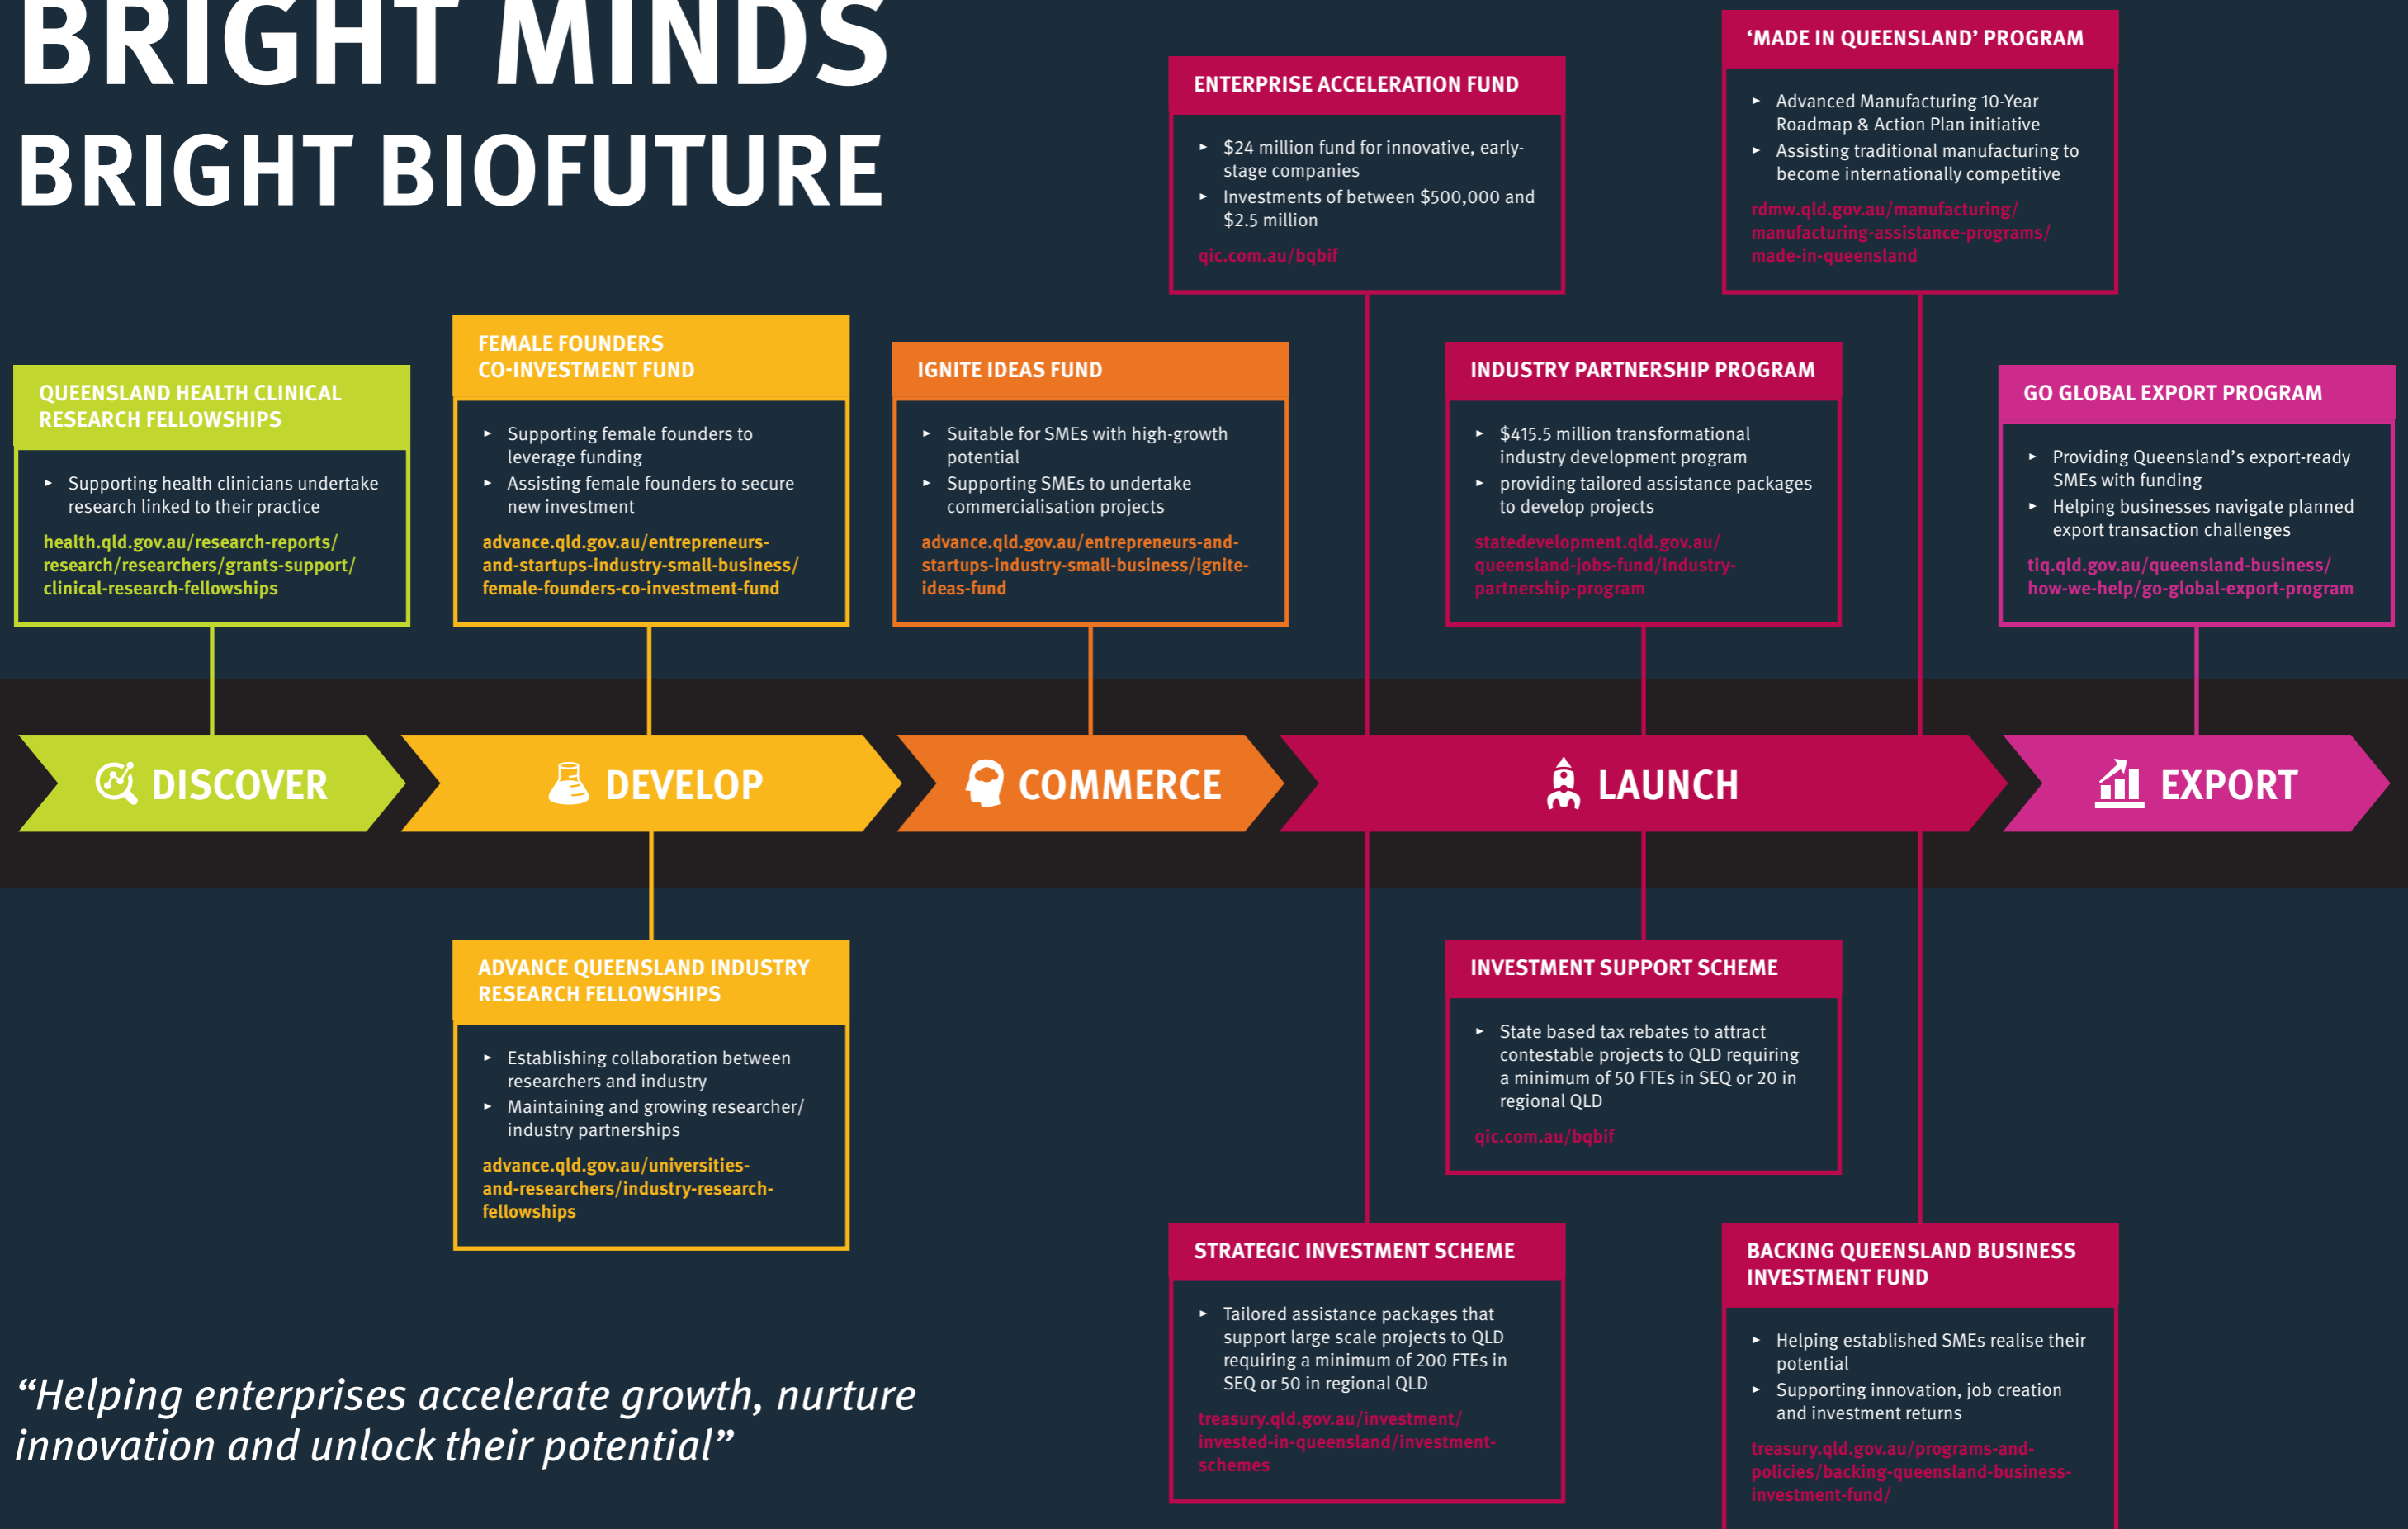 BRIGHT MINDS
BRIGHT BIOFUTURE
ENTERPRISE ACCELERATION FUND
► $24 million fund for innovative, early-
stage companies
► Investments of between $500,000 and
$2.5 million
qic.com.au/bqbif
‘MADE IN QUEENSLAND’ PROGRAM
► Advanced Manufacturing 10-Year
Roadmap & Action Plan initiative
► Assisting traditional manufacturing to
become internationally competitive
rdmw.qld.gov.au/manufacturing/
manufacturing-assistance-programs/
made-in-queensland
QUEENSLAND HEALTH CLINICAL
RESEARCH FELLOWSHIPS
► Supporting health clinicians undertake
research linked to their practice
health.qld.gov.au/research-reports/
research/researchers/grants-support/
clinical-research-fellowships
FEMALE FOUNDERS
CO-INVESTMENT FUND
► Supporting female founders to
leverage funding
► Assisting female founders to secure
new investment
advance.qld.gov.au/entrepreneurs-
and-startups-industry-small-business/
female-founders-co-investment-fund
IGNITE IDEAS FUND
► Suitable for SMEs with high-growth
potential
► Supporting SMEs to undertake
commercialisation projects
advance.qld.gov.au/entrepreneurs-and-
startups-industry-small-business/ignite-
ideas-fund
INDUSTRY PARTNERSHIP PROGRAM
► $415.5 million transformational
industry development program
► providing tailored assistance packages
to develop projects
statedevelopment.qld.gov.au/
queensland-jobs-fund/industry-
partnership-program
GO GLOBAL EXPORT PROGRAM
► Providing Queensland’s export-ready
SMEs with funding
► Helping businesses navigate planned
export transaction challenges
tiq.qld.gov.au/queensland-business/
how-we-help/go-global-export-program
DISCOVER
DEVELOP
COMMERCE
LAUNCH
EXPORT
ADVANCE QUEENSLAND INDUSTRY
RESEARCH FELLOWSHIPS
► Establishing collaboration between
researchers and industry
► Maintaining and growing researcher/
industry partnerships
advance.qld.gov.au/universities-
and-researchers/industry-research-
fellowships
INVESTMENT SUPPORT SCHEME
► State based tax rebates to attract
contestable projects to QLD requiring
a minimum of 50 FTEs in SEQ or 20 in
regional QLD
qic.com.au/bqbif
STRATEGIC INVESTMENT SCHEME
► Tailored assistance packages that
support large scale projects to QLD
requiring a minimum of 200 FTEs in
SEQ or 50 in regional QLD
treasury.qld.gov.au/investment/
invested-in-queensland/investment-
schemes
BACKING QUEENSLAND BUSINESS
INVESTMENT FUND
► Helping established SMEs realise their
potential
► Supporting innovation, job creation
and investment returns
treasury.qld.gov.au/programs-and-
policies/backing-queensland-business-
investment-fund/
“Helping enterprises accelerate growth, nurture
innovation and unlock their potential”